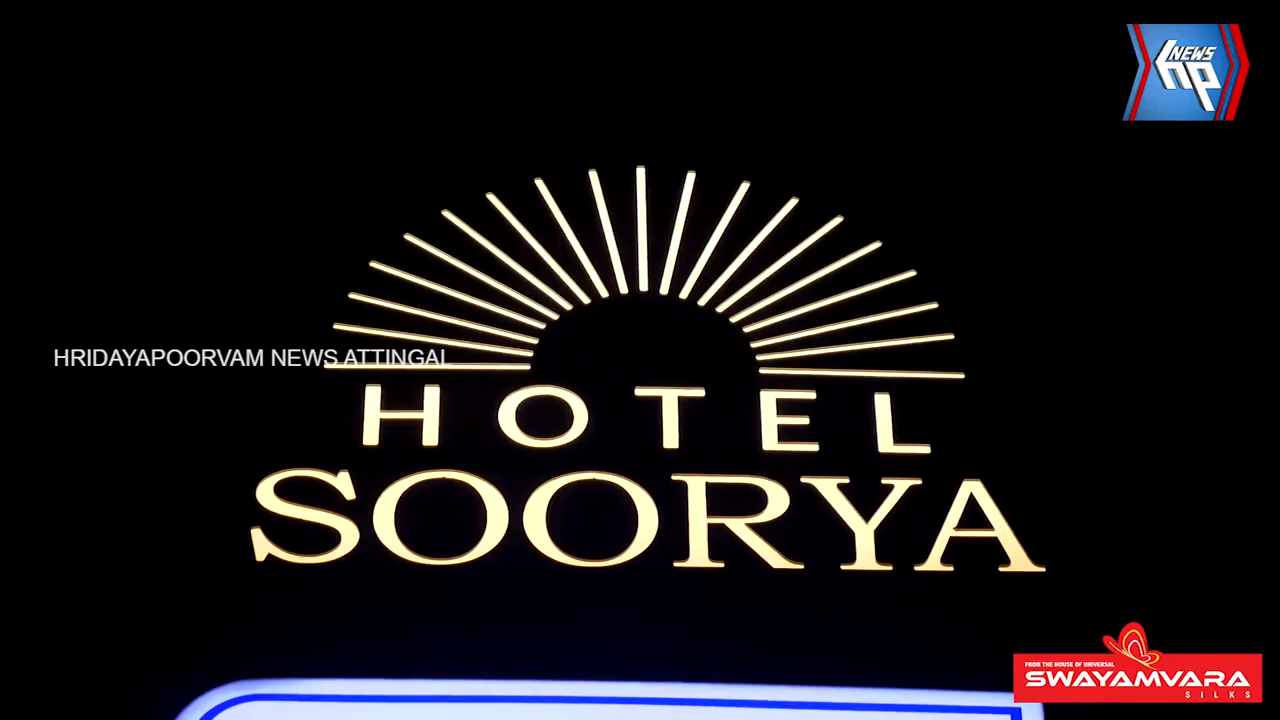 NEWS
hp
HRIDAYAPOORVAM NEWS ATTINGAL
HOTEL
SOORYA
FROM THE HOUSE OF UNIVERSAL
SWAYAMVARA
SILKS